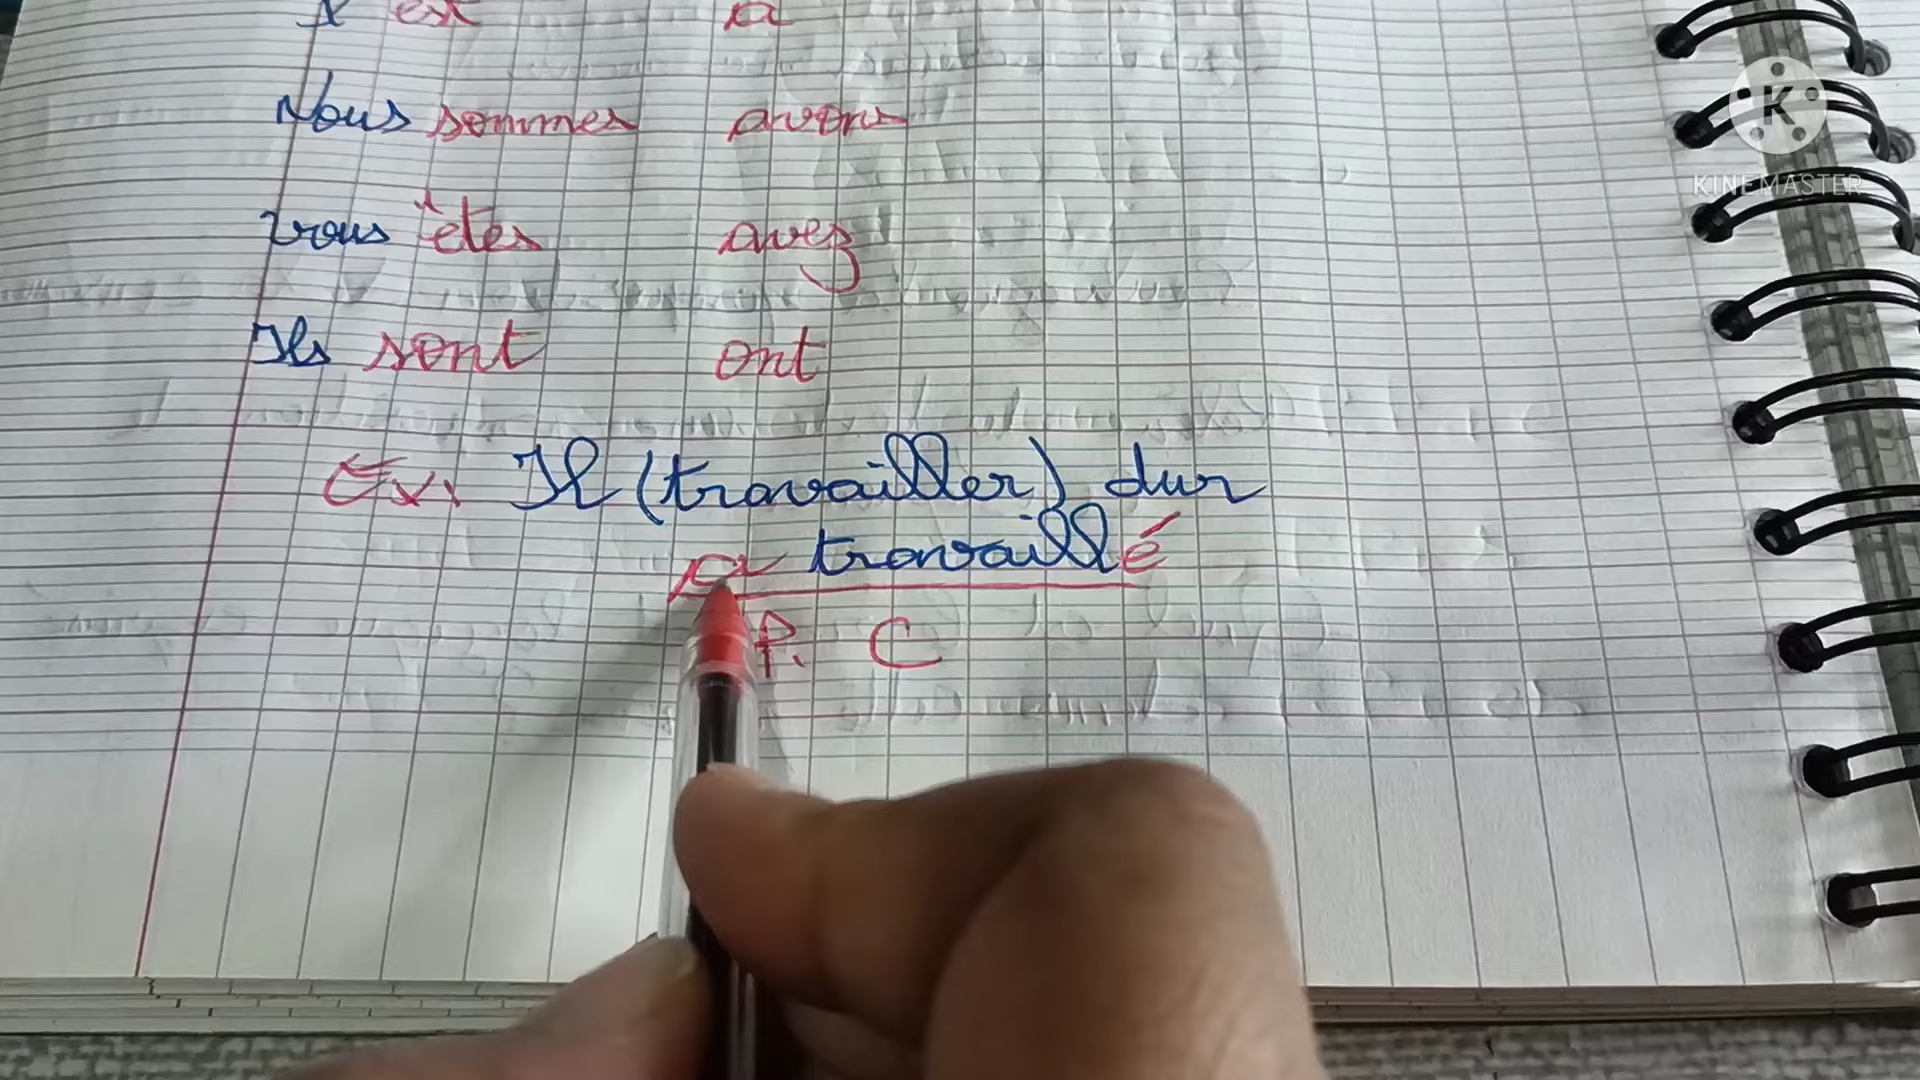 est a
Nous sommes avons
vous êtes avez
Ils sont ont
Ex. Il (travailler) dur
a travaillé
P. C
KINEMASTER